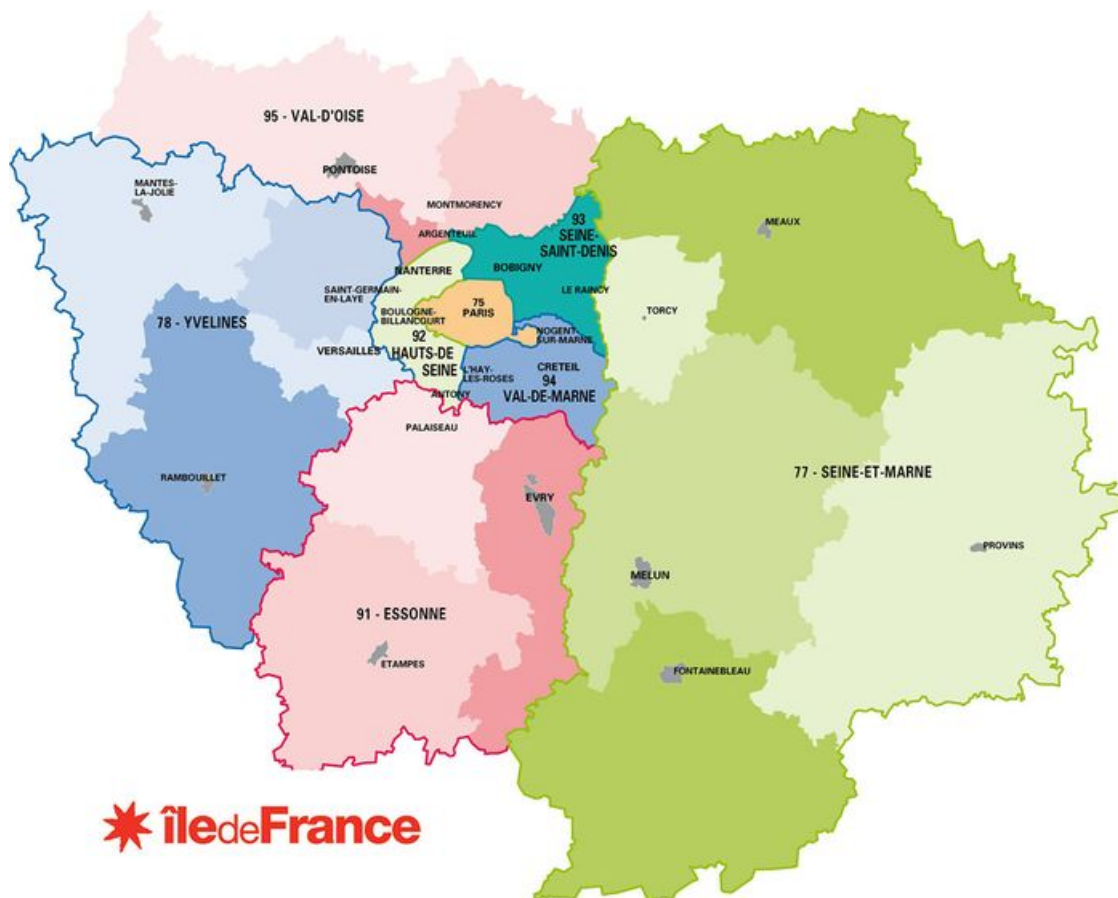 95 - VAL-D'OISE
PONTOISE
MANTES-
LA-JOLIE
MONTMORENCY
ARGENTEUIL
93
SEINE-
SAINT-DENIS
MEAUX
NANTERRE
BOBIGNY
SAINT-GERMAIN-
EN-LAYE
LE RAINCY
75
PARIS
TORCY
BOULOGNE-
BILLANCOURT
78 - YVELINES
NOGENT-
SUR-MARNE
92
HAUTS-DE
SEINE
VERSAILLES
L'HAY-
LES-ROSES
CRETEIL
94
VAL-DE-MARNE
ANTONY
PALAISEAU
RAMBOUILLET
EVRY
77 - SEINE-ET-MARNE
PROVINS
MELUN
91 - ESSONNE
ETAMPES
FONTAINEBLEAU
îledeFrance